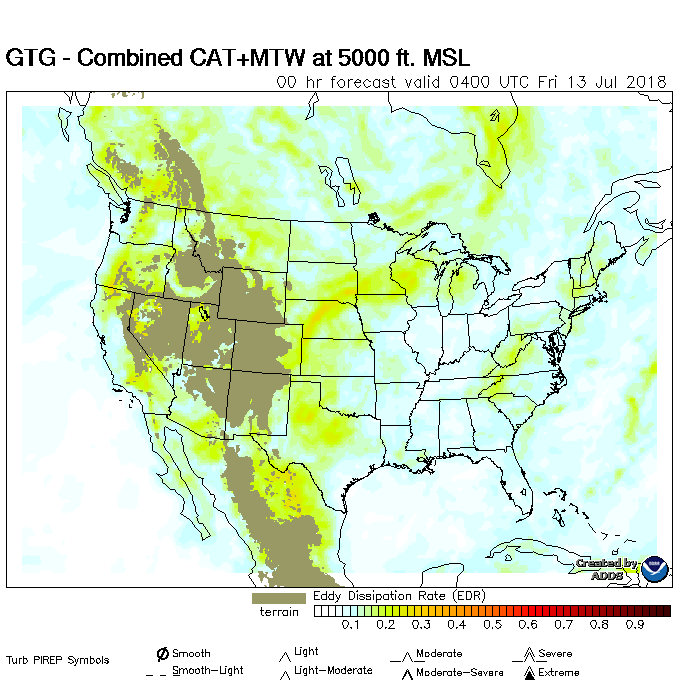 GTG - Combined CAT+MTW at 5000 ft. MSL
00 hr forecast valid 0400 UTC Fri 13 Jul 2018
Created by
ADDS
NOAA
Eddy Dissipation Rate (EDR)
terrain
0.1 0.2 0.3 0.4 0.5 0.6 0.7 0.8 0.9
Turb PIREP Symbols
Smooth Light Moderate Severe
Smooth-Light Light-Moderate Moderate-Severe Extreme